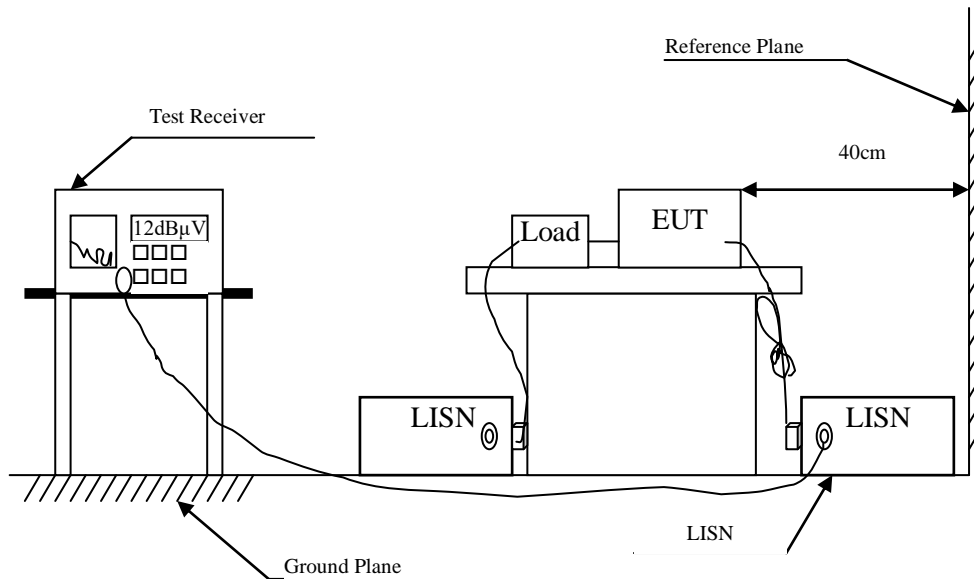 Reference Plane
Test Receiver
40cm
12dBµV
Load
EUT
LISN
LISN
LISN
Ground Plane